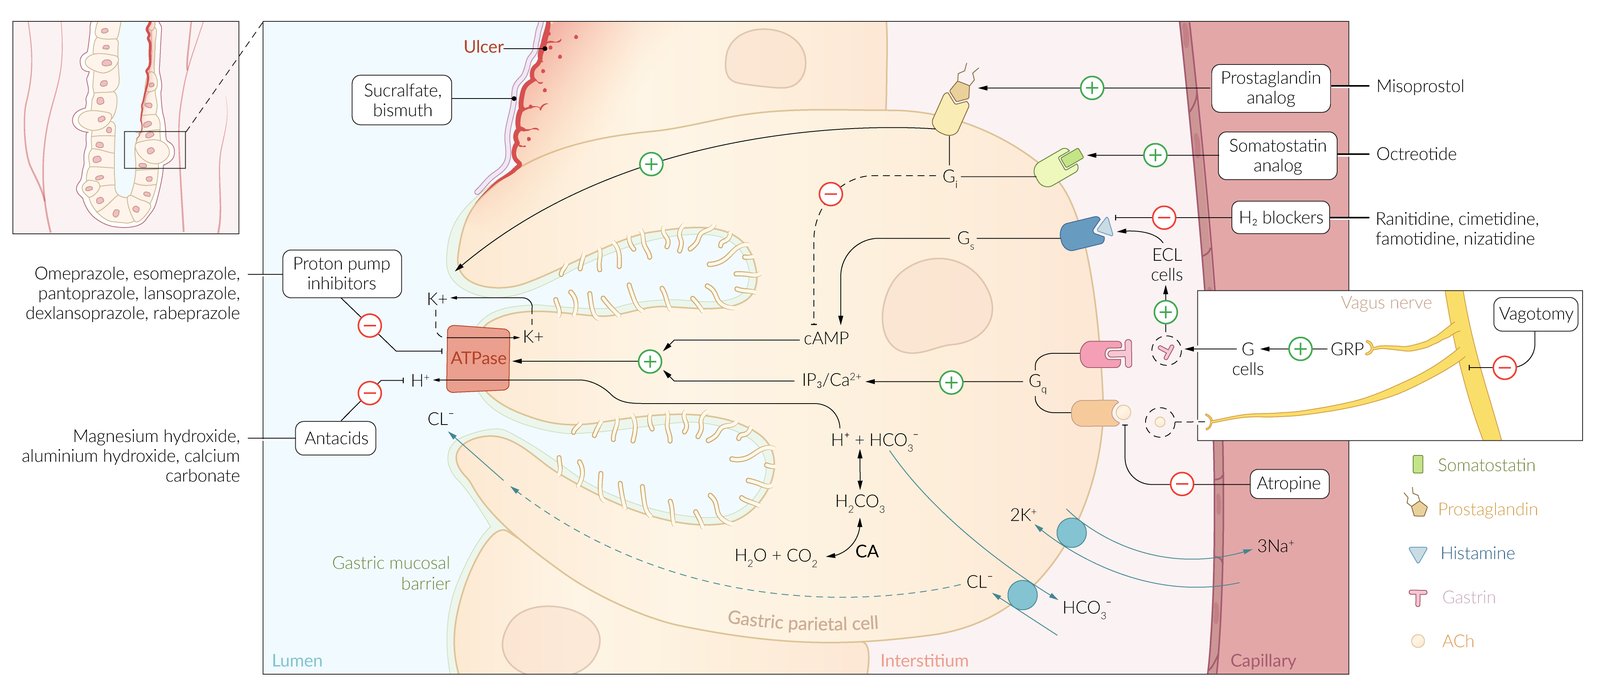 Ulcer
Sucralfate,
bismuth
Prostaglandin
analog
Misoprostol
Somatostatin
analog
Octreotide
H₂ blockers
Ranitidine, cimetidine,
famotidine, nizatidine
Gᵢ
Gₛ
ECL
cells
Omeprazole, esomeprazole,
pantoprazole, lansoprazole,
dexlansoprazole, rabeprazole
Proton pump
inhibitors
K+
K+
ATPase
H⁺
CL⁻
cAMP
IP₃/Ca²⁺
Gq
Vagus nerve
Vagotomy
G
cells
GRP
Magnesium hydroxide,
aluminium hydroxide, calcium
carbonate
Antacids
H⁺ + HCO₃⁻
H₂CO₃
H₂O + CO₂
CA
Atropine
2K⁺
3Na⁺
CL⁻
HCO₃⁻
Gastric mucosal
barrier
Gastric parietal cell
Lumen
Interstitium
Capillary
Somatostatin
Prostaglandin
Histamine
Gastrin
ACh